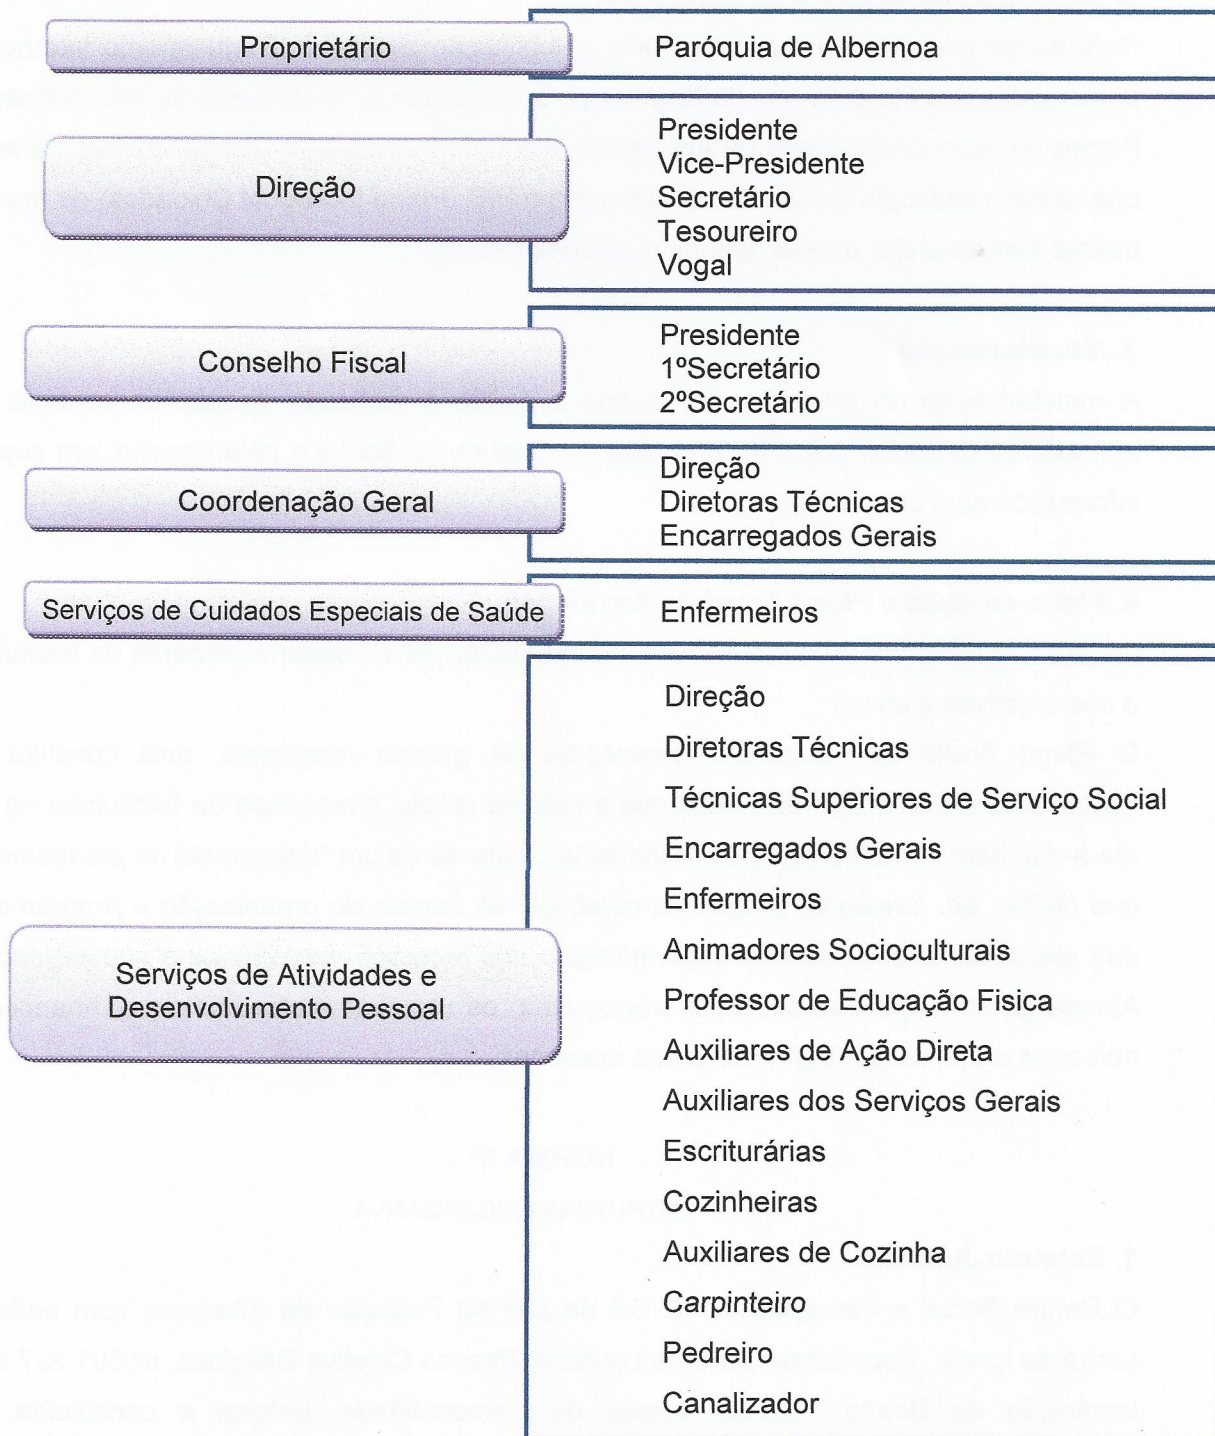 Proprietário
Paróquia de Albernoa
Direção
Presidente
Vice-Presidente
Secretário
Tesoureiro
Vogal
Conselho Fiscal
Presidente
1ºSecretário
2ºSecretário
Coordenação Geral
Direção
Diretoras Técnicas
Encarregados Gerais
Serviços de Cuidados Especiais de Saúde
Enfermeiros
Serviços de Atividades e
Desenvolvimento Pessoal
Direção
Diretoras Técnicas
Técnicas Superiores de Serviço Social
Encarregados Gerais
Enfermeiros
Animadores Socioculturais
Professor de Educação Fisica
Auxiliares de Ação Direta
Auxiliares dos Serviços Gerais
Escriturárias
Cozinheiras
Auxiliares de Cozinha
Carpinteiro
Pedreiro
Canalizador